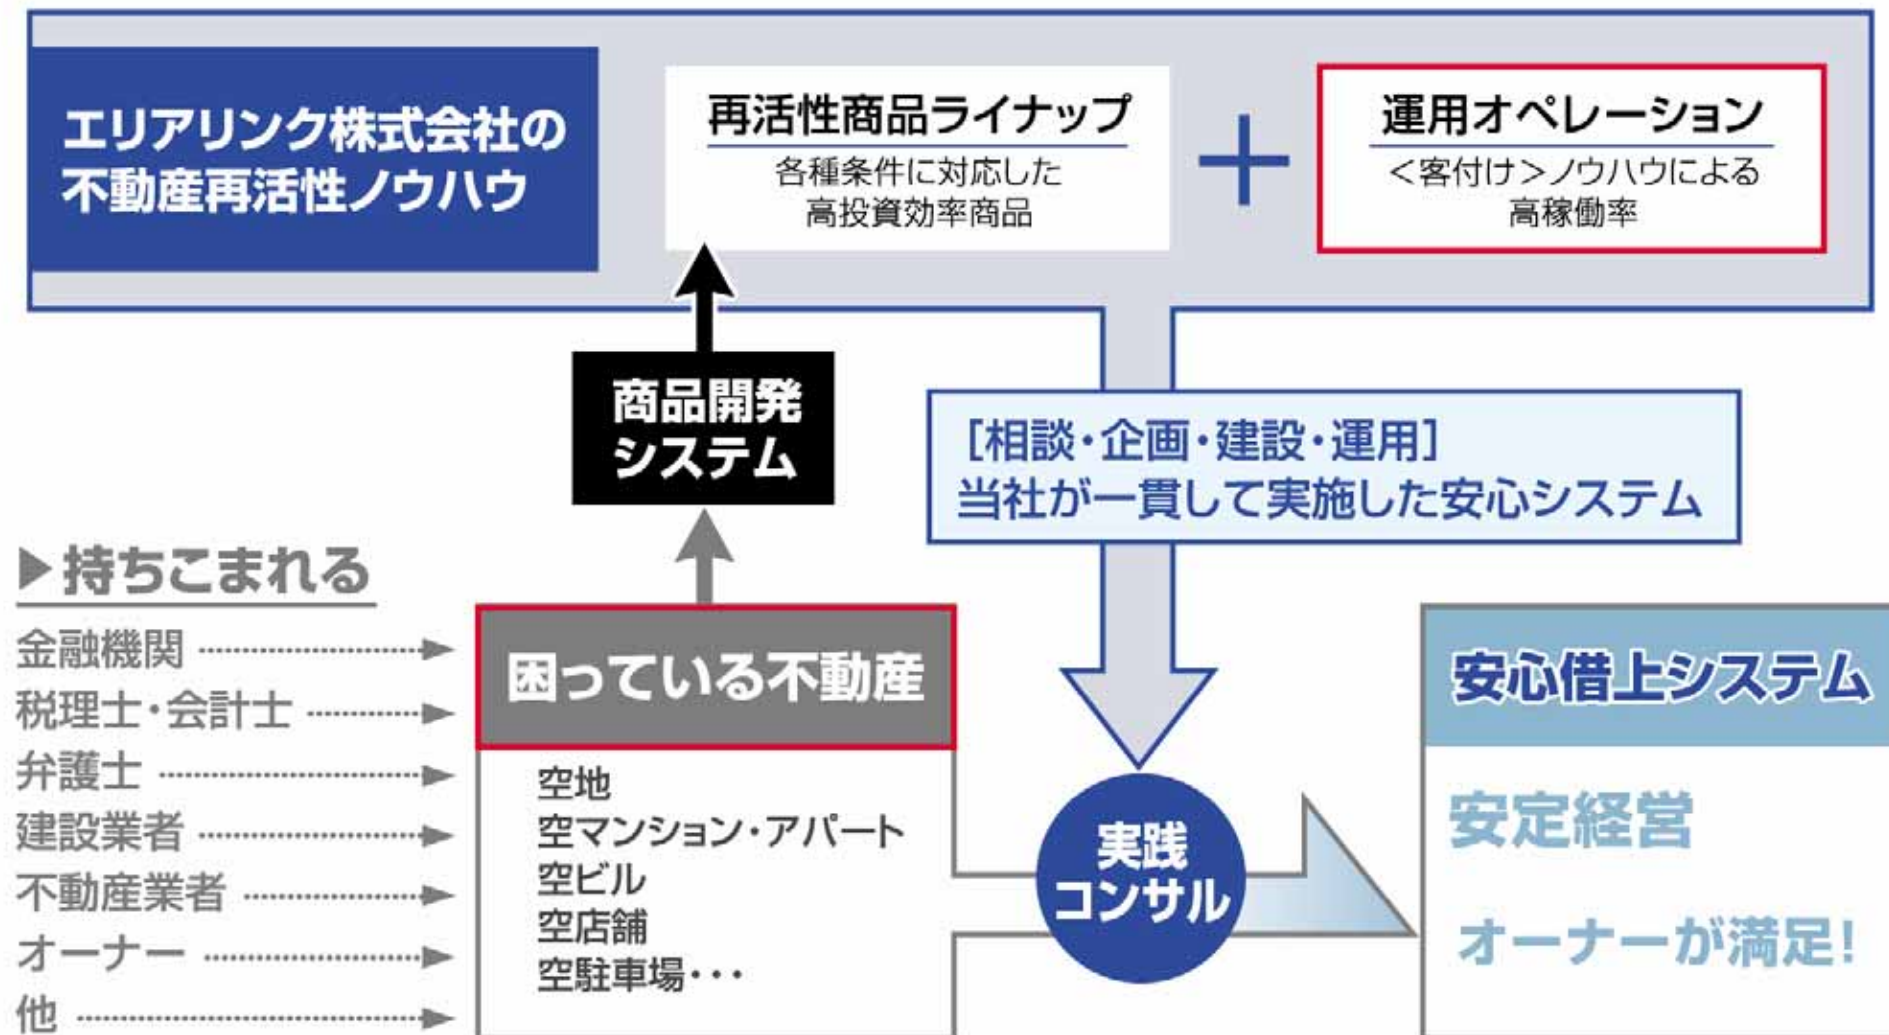 エリアリンク株式会社の
不動産再活性ノウハウ
再活性商品ライナップ
各種条件に対応した
高投資効率商品
＋
運用オペレーション
＜客付け＞ノウハウによる
高稼働率
商品開発
システム
［相談・企画・建設・運用］
当社が一貫して実施した安心システム
▶持ちこまれる
金融機関
税理士・会計士
弁護士
建設業者
不動産業者
オーナー
他
困っている不動産
空地
空マンション・アパート
空ビル
空店舗
空駐車場・・・
実践
コンサル
安心借上システム
安定経営
オーナーが満足！